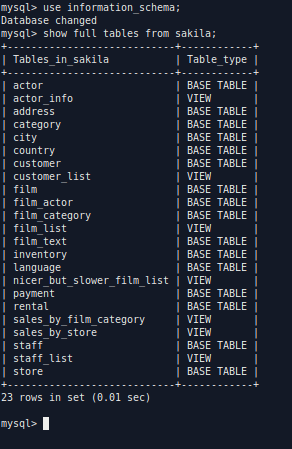 mysql> use information_schema;
Database changed
mysql> show full tables from sakila;
+----------------------------+------------+
| Tables_in_sakila           | Table_type |
+----------------------------+------------+
| actor                      | BASE TABLE |
| actor_info                 | VIEW       |
| address                    | BASE TABLE |
| category                   | BASE TABLE |
| city                       | BASE TABLE |
| country                    | BASE TABLE |
| customer                   | BASE TABLE |
| customer_list              | VIEW       |
| film                       | BASE TABLE |
| film_actor                 | BASE TABLE |
| film_category              | BASE TABLE |
| film_list                  | VIEW       |
| film_text                  | BASE TABLE |
| inventory                  | BASE TABLE |
| language                   | BASE TABLE |
| nicer_but_slower_film_list | VIEW       |
| payment                    | BASE TABLE |
| rental                     | BASE TABLE |
| sales_by_film_category     | VIEW       |
| sales_by_store             | VIEW       |
| staff                      | BASE TABLE |
| staff_list                 | VIEW       |
| store                      | BASE TABLE |
+----------------------------+------------+
23 rows in set (0.01 sec)
mysql>